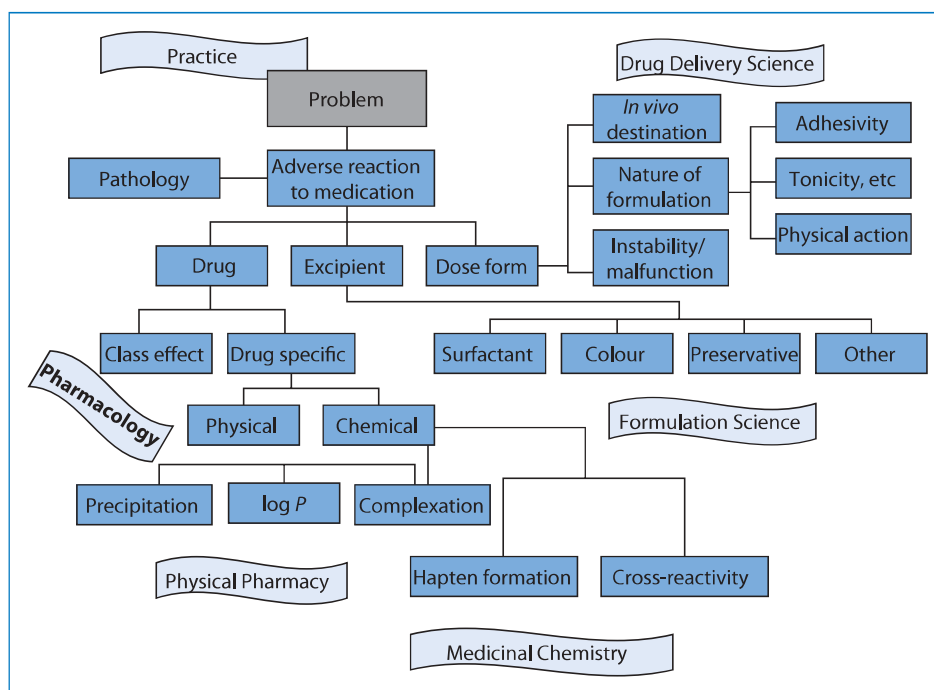 Practice
Drug Delivery Science
Problem
In vivo
destination
Adhesivity
Pathology
Adverse reaction
to medication
Nature of
formulation
Tonicity, etc
Drug
Excipient
Dose form
Instability/
malfunction
Physical action
Class effect
Drug specific
Surfactant
Colour
Preservative
Other
Pharmacology
Physical
Chemical
Formulation Science
Precipitation
log P
Complexation
Physical Pharmacy
Hapten formation
Cross-reactivity
Medicinal Chemistry